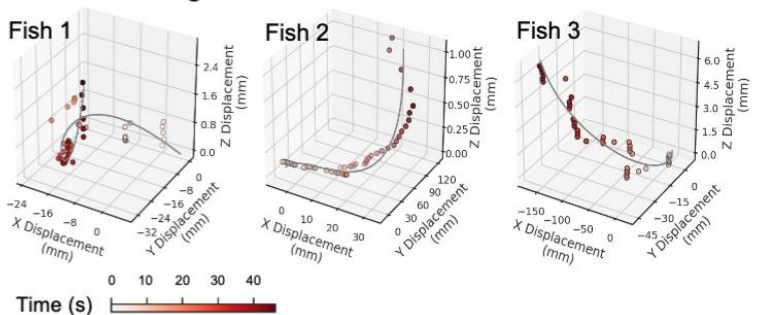 Fish 1
Fish 2
Fish 3
2.4
1.6
0.8
0.0
Z Displacement
(mm)
0
-8
-16
-24
-32
Y Displacement
(mm)
-24
-16
-8
0
X Displacement
(mm)
1.00
0.75
0.50
0.25
0.00
Z Displacement
(mm)
120
90
60
30
0
Y Displacement
(mm)
0
10
20
30
X Displacement
(mm)
6.0
4.5
3.0
1.5
0.0
Z Displacement
(mm)
0
-15
-30
-45
Y Displacement
(mm)
-150
-100
-50
0
X Displacement
(mm)
0 10 20 30 40
Time (s)